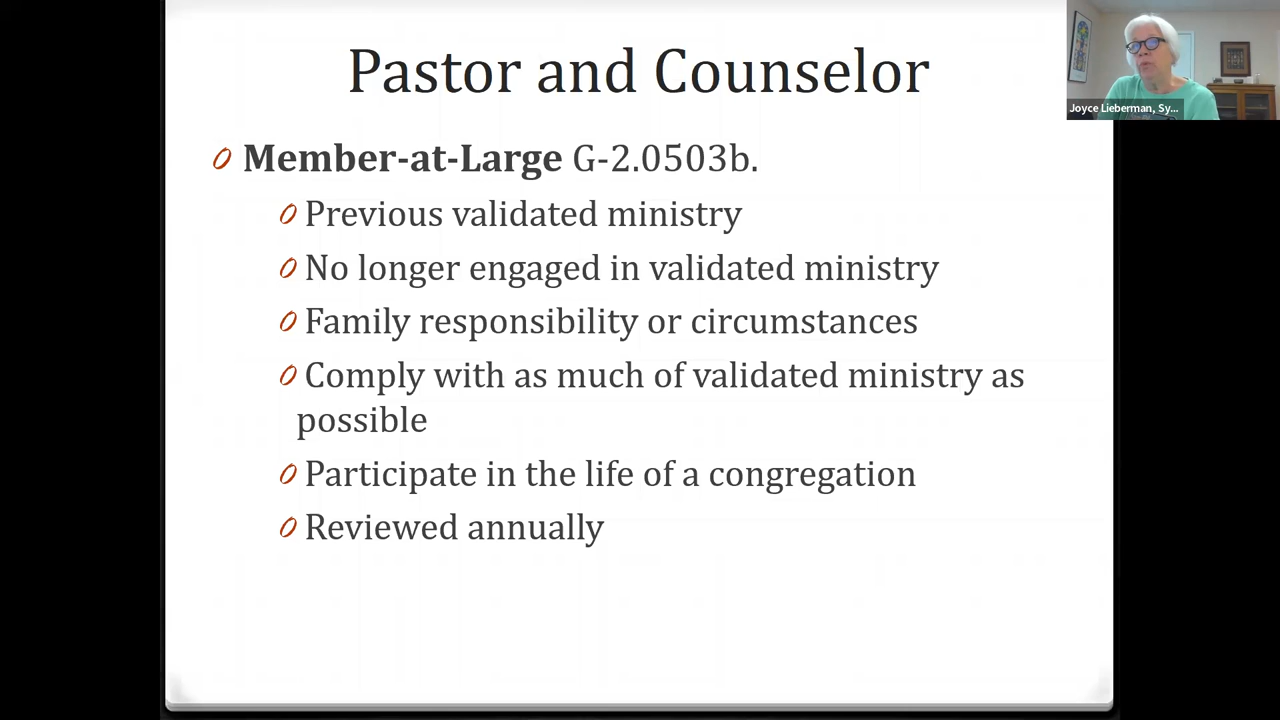 Pastor and Counselor
Joyce Lieberman, Sy...
Member-at-Large G-2.0503b.
Previous validated ministry
No longer engaged in validated ministry
Family responsibility or circumstances
Comply with as much of validated ministry as
possible
Participate in the life of a congregation
Reviewed annually